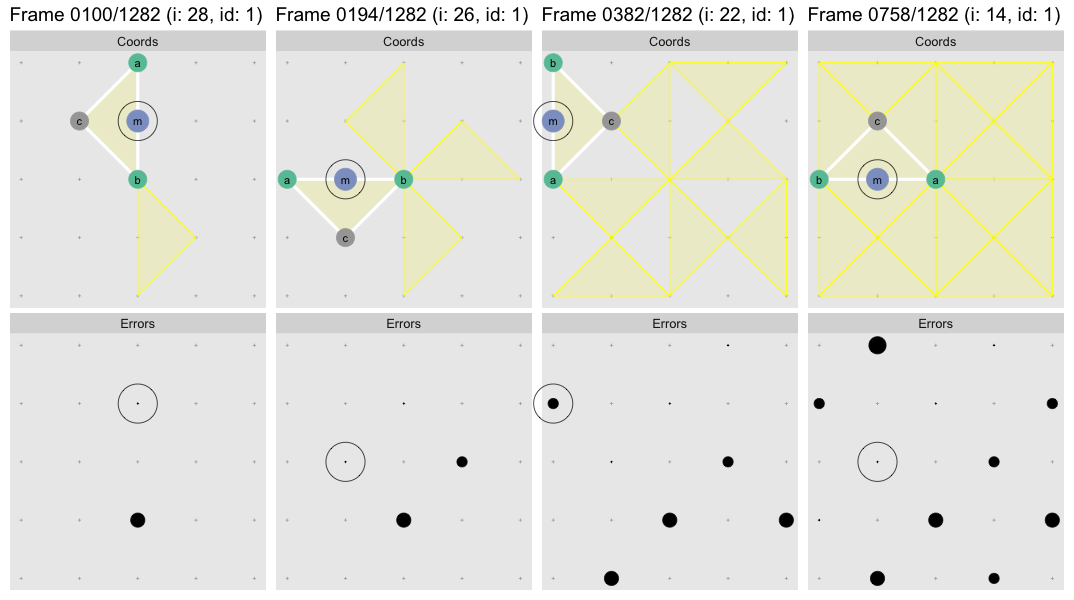 Frame 0100/1282 (i: 28, id: 1)
Coords
a
c
m
b
Errors
Frame 0194/1282 (i: 26, id: 1)
Coords
a
m
b
c
Errors
Frame 0382/1282 (i: 22, id: 1)
Coords
b
m
c
a
Errors
Frame 0758/1282 (i: 14, id: 1)
Coords
c
b
m
a
Errors